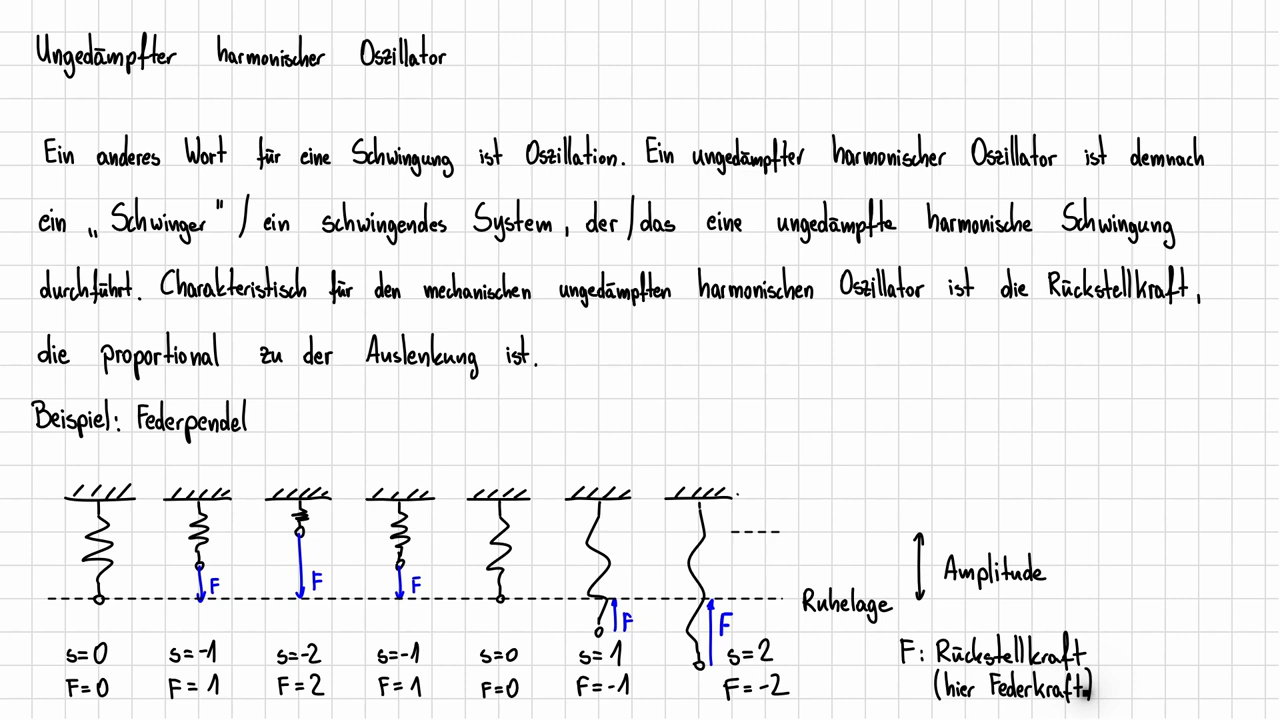 Ungedämpfter harmonischer Oszillator
Ein anderes Wort für eine Schwingung ist Oszillation. Ein ungedämpfter harmonischer Oszillator ist demnach
ein „Schwinger" / ein schwingendes System, der/das eine ungedämpfte harmonische Schwingung
durchführt. Charakteristisch für den mechanischen ungedämpften harmonischen Oszillator ist die Rückstellkraft,
die proportional zu der Auslenkung ist.
Beispiel: Federpendel
F F F F F
Amplitude
Ruhelage
s=0 s=-1 s=-2 s=-1 s=0 s=1 s=2
F=0 F=1 F=2 F=1 F=0 F=-1 F=-2
F: Rückstellkraft
(hier Federkraft)